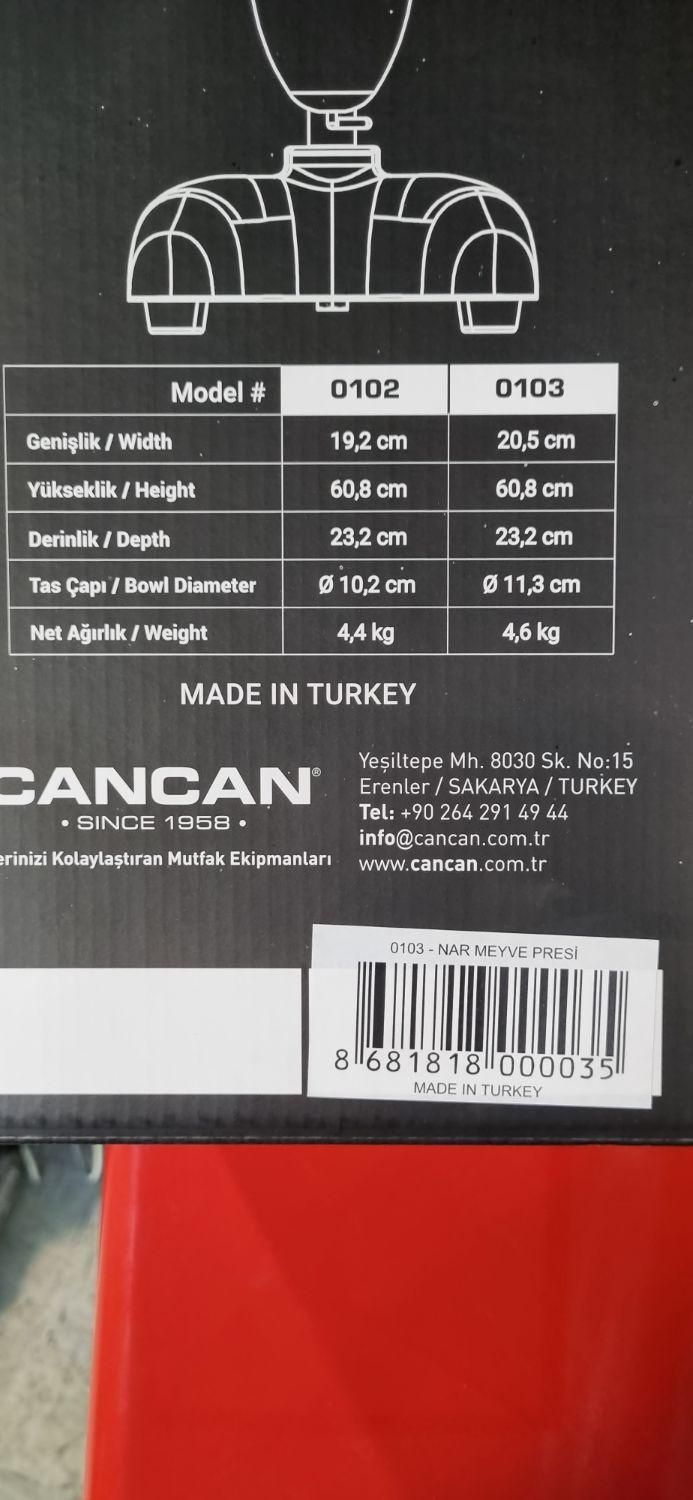 Model # 0102 0103
Genişlik / Width 19,2 cm 20,5 cm
Yükseklik / Height 60,8 cm 60,8 cm
Derinlik / Depth 23,2 cm 23,2 cm
Tas Çapı / Bowl Diameter Ø 10,2 cm Ø 11,3 cm
Net Ağırlık / Weight 4,4 kg 4,6 kg
MADE IN TURKEY
CANCAN®
• SINCE 1958 •
Kolaylaştıran Mutfak Ekipmanları
Yeşiltepe Mh. 8030 Sk. No:15
Erenler / SAKARYA / TURKEY
Tel: +90 264 291 49 44
info@cancan.com.tr
www.cancan.com.tr
0103 - NAR MEYVE PRESİ
8 681818 000035
MADE IN TURKEY